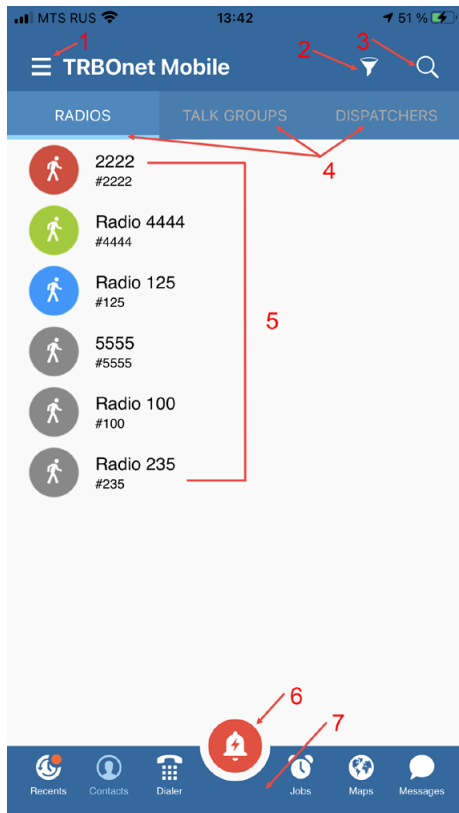 MTS RUS 13:42 51 %
1 2 3
TRBOnet Mobile
RADIOS TALK GROUPS DISPATCHERS
4
2222
#2222
Radio 4444
#4444
Radio 125
#125
5
5555
#5555
Radio 100
#100
Radio 235
#235
6
7
Recents Contacts Dialer Jobs Maps Messages